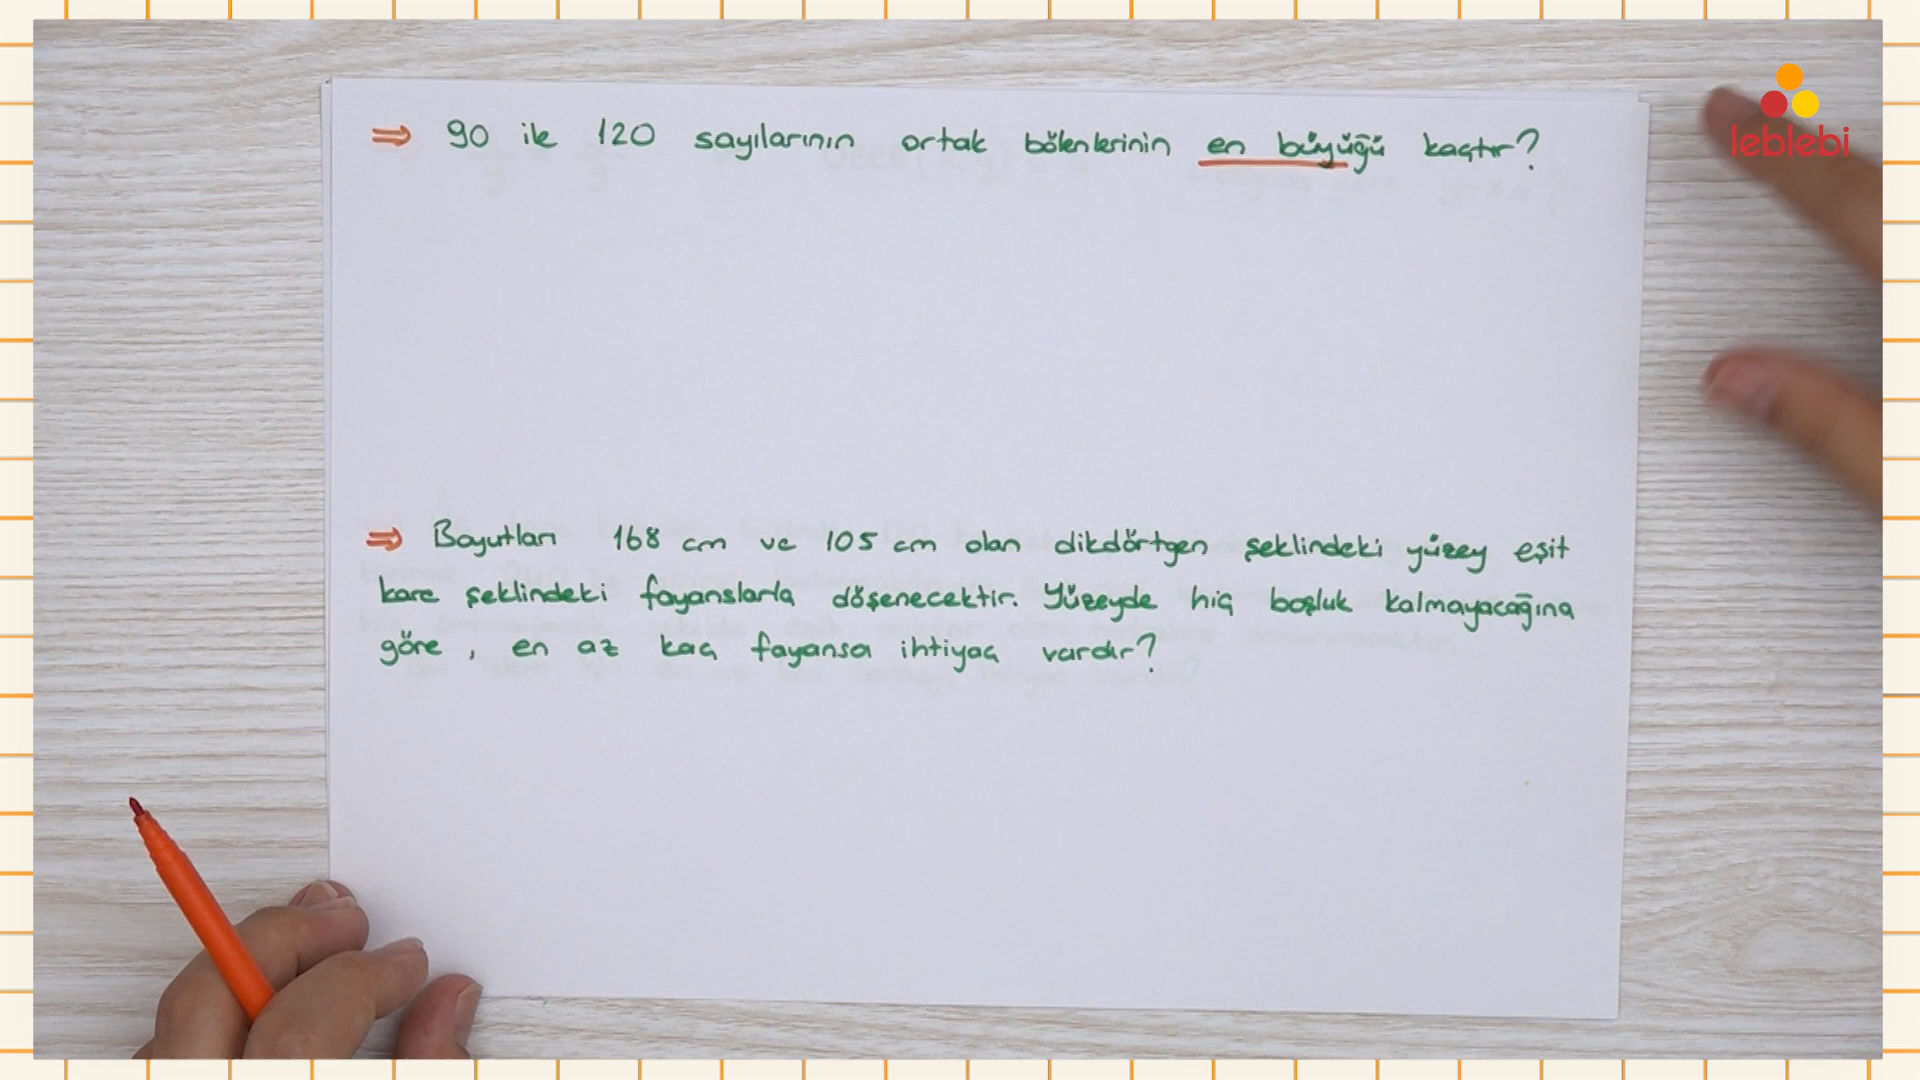 ⇒ 90 ile 120 sayılarının ortak bölenlerinin en büyüğü kaçtır?
leblebi
⇒ Boyutları 168 cm ve 105 cm olan dikdörtgen şeklindeki yüzey eşit
kare şeklindeki fayanslarla döşenecektir. Yüzeyde hiç boşluk kalmayacağına
göre, en az kaç fayansa ihtiyaç vardır?